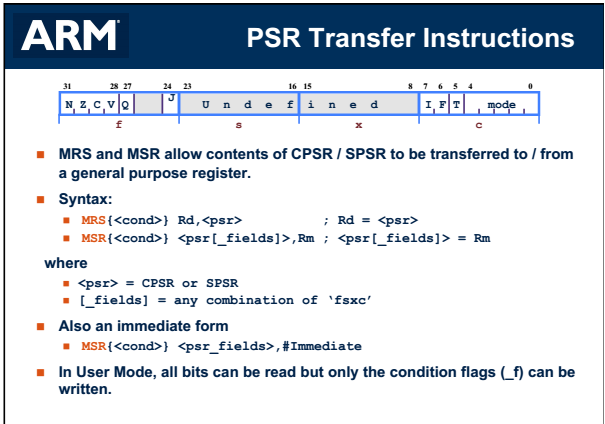 ARM
PSR Transfer Instructions
31 28 27 24 23 16 15 8 7 6 5 4 0
N Z C V Q J U n d e f i n e d I F T mode
f s x c
MRS and MSR allow contents of CPSR / SPSR to be transferred to / from
a general purpose register.
Syntax:
MRS{<cond>} Rd,<psr> ; Rd = <psr>
MSR{<cond>} <psr[_fields]>,Rm ; <psr[_fields]> = Rm
where
<psr> = CPSR or SPSR
[_fields] = any combination of ‘fsxc’
Also an immediate form
MSR{<cond>} <psr_fields>,#Immediate
In User Mode, all bits can be read but only the condition flags (_f) can be
written.